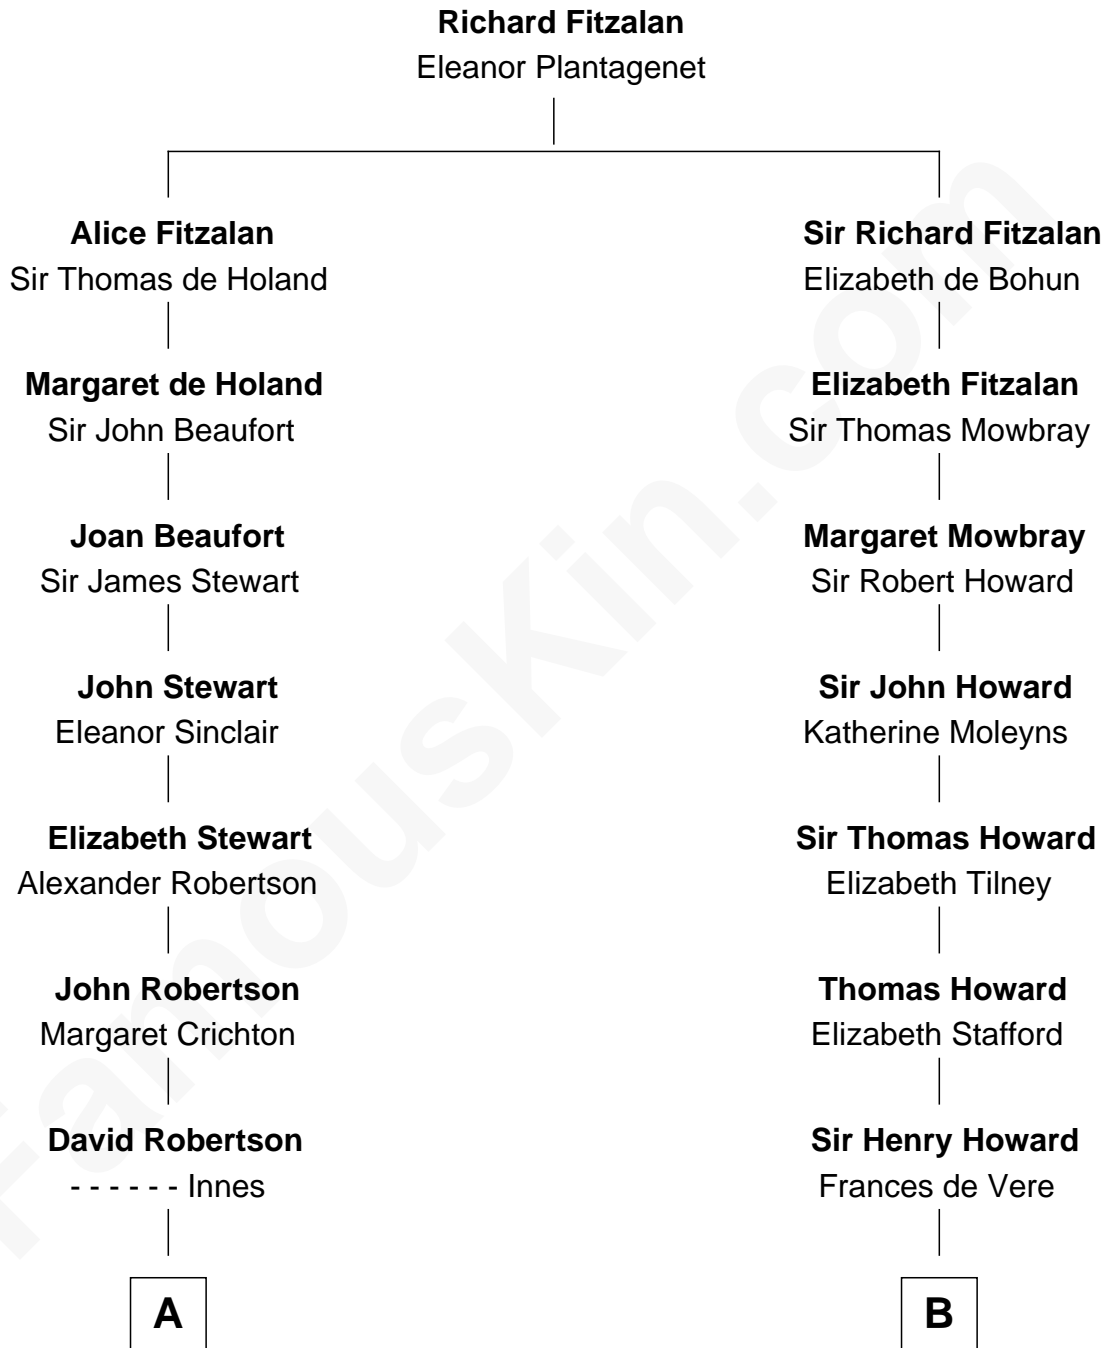 Richard Fitzalan
Eleanor Plantagenet
Alice Fitzalan
Sir Thomas de Holand
Sir Richard Fitzalan
Elizabeth de Bohun
Margaret de Holand
Sir John Beaufort
Elizabeth Fitzalan
Sir Thomas Mowbray
Joan Beaufort
Sir James Stewart
Margaret Mowbray
Sir Robert Howard
John Stewart
Eleanor Sinclair
Sir John Howard
Katherine Moleyns
Elizabeth Stewart
Alexander Robertson
Sir Thomas Howard
Elizabeth Tilney
John Robertson
Margaret Crichton
Thomas Howard
Elizabeth Stafford
David Robertson
- - - - - - Innes
Sir Henry Howard
Frances de Vere
A
B
FamousKin.com